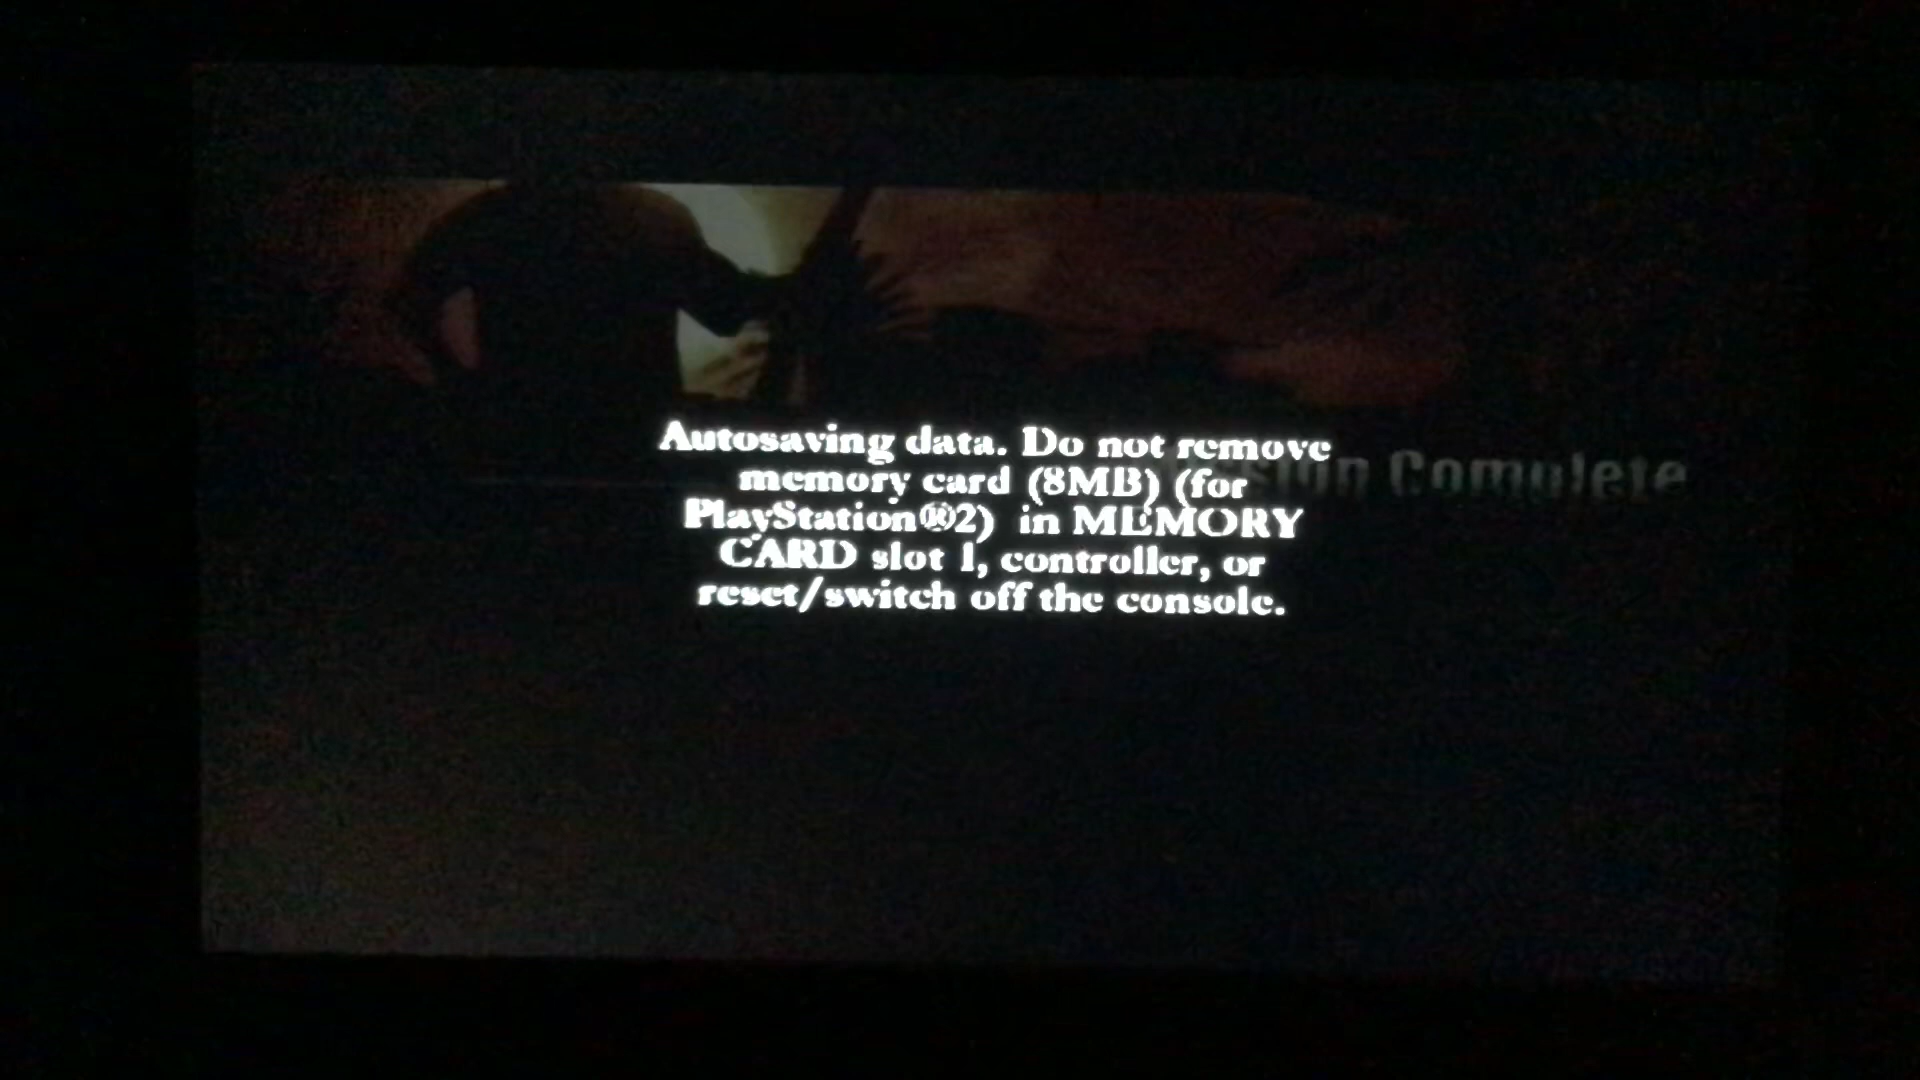 Autosaving data. Do not remove
memory card (8MB) (for
PlayStation®2) in MEMORY
CARD slot 1, controller, or
reset/switch off the console.
Complete